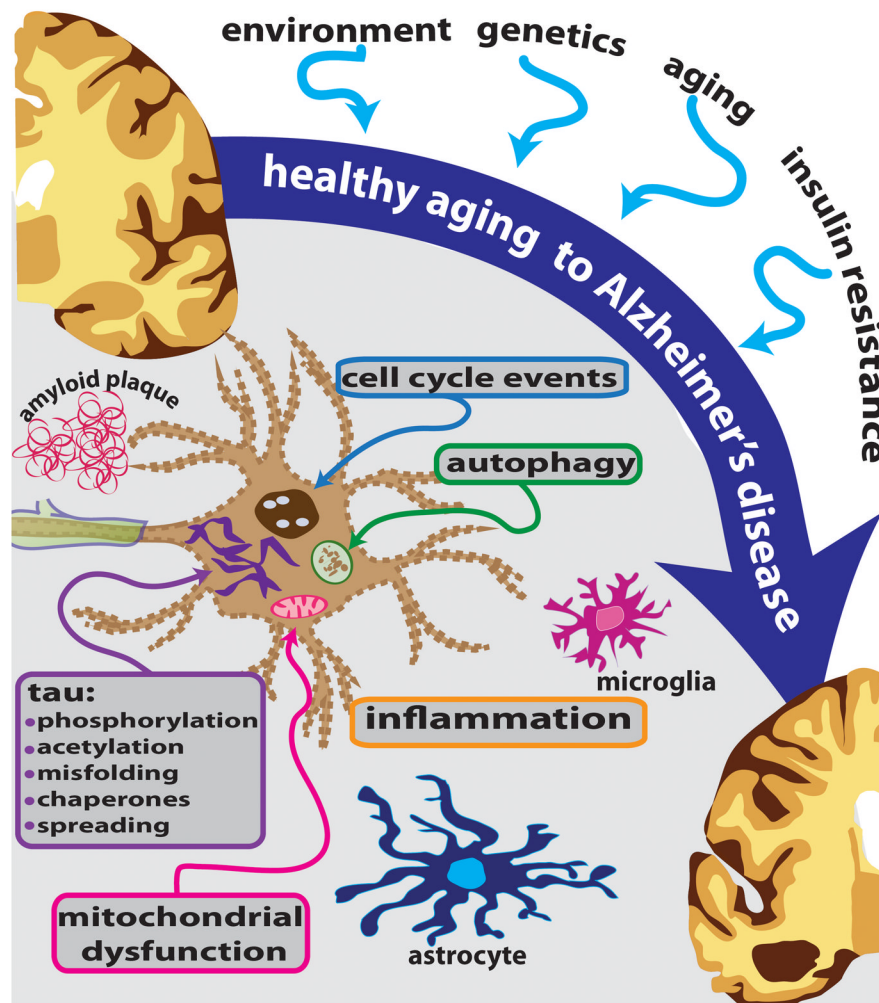 environment
genetics
aging
insulin resistance
healthy aging to Alzheimer's disease
cell cycle events
amyloid plaque
autophagy
microglia
tau:
•phosphorylation
•acetylation
•misfolding
•chaperones
•spreading
inflammation
mitochondrial
dysfunction
astrocyte